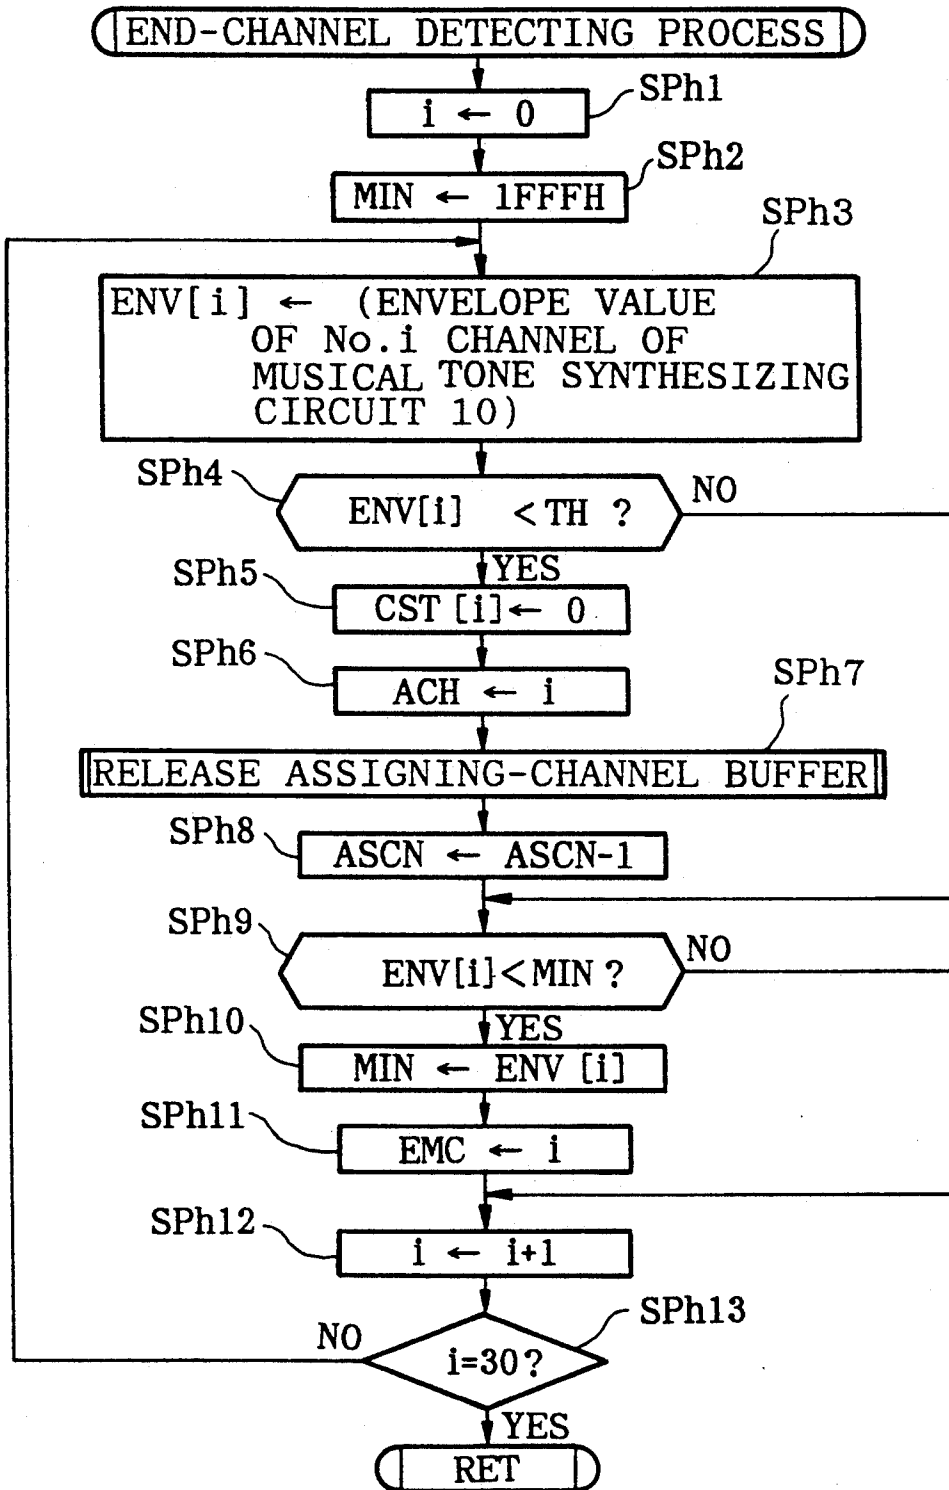 END-CHANNEL DETECTING PROCESS
SPh1
i ← 0
SPh2
MIN ← 1FFFH
SPh3
ENV[i] ← (ENVELOPE VALUE
OF No.i CHANNEL OF
MUSICAL TONE SYNTHESIZING
CIRCUIT 10)
SPh4
ENV[i] < TH ?
NO
YES
SPh5
CST [i] ← 0
SPh6
ACH ← i
SPh7
RELEASE ASSIGNING-CHANNEL BUFFER
SPh8
ASCN ← ASCN-1
SPh9
ENV[i] < MIN ?
NO
YES
SPh10
MIN ← ENV [i]
SPh11
EMC ← i
SPh12
i ← i+1
SPh13
NO
i=30?
YES
RET